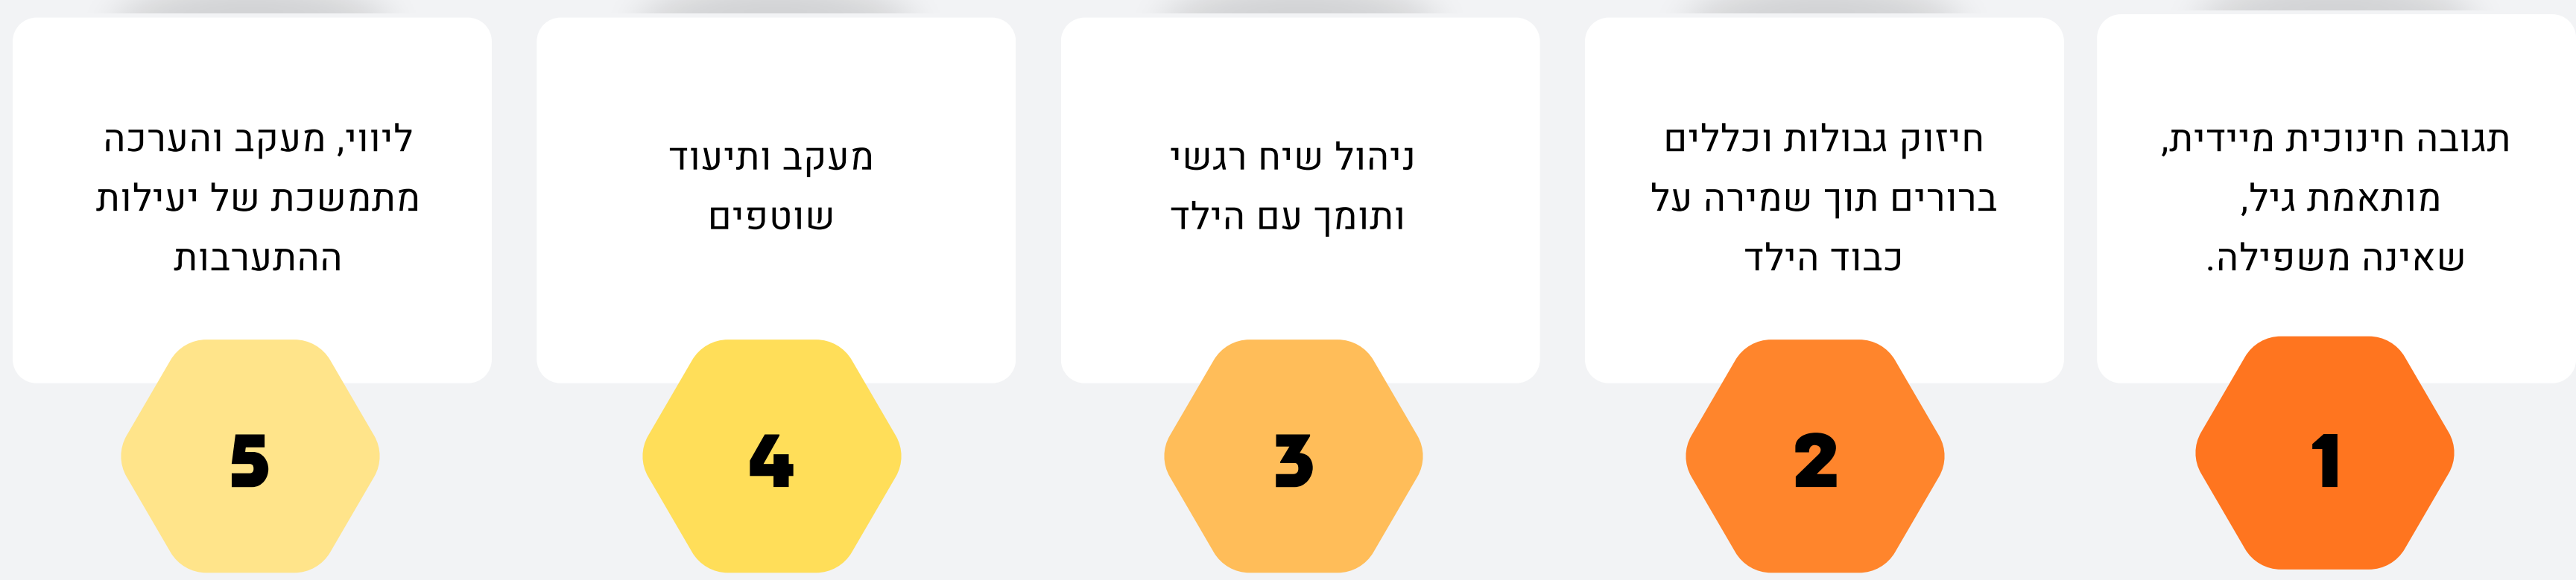 תגובה חינוכית מיידית,
מותאמת גיל,
שאינה משפילה.
1
חיזוק גבולות וכללים
ברורים תוך שמירה על
כבוד הילד
2
ניהול שיח רגשי
ותומך עם הילד
3
מעקב ותיעוד
שוטפים
4
ליווי, מעקב והערכה
מתמשכת של יעילות
ההתערבות
5